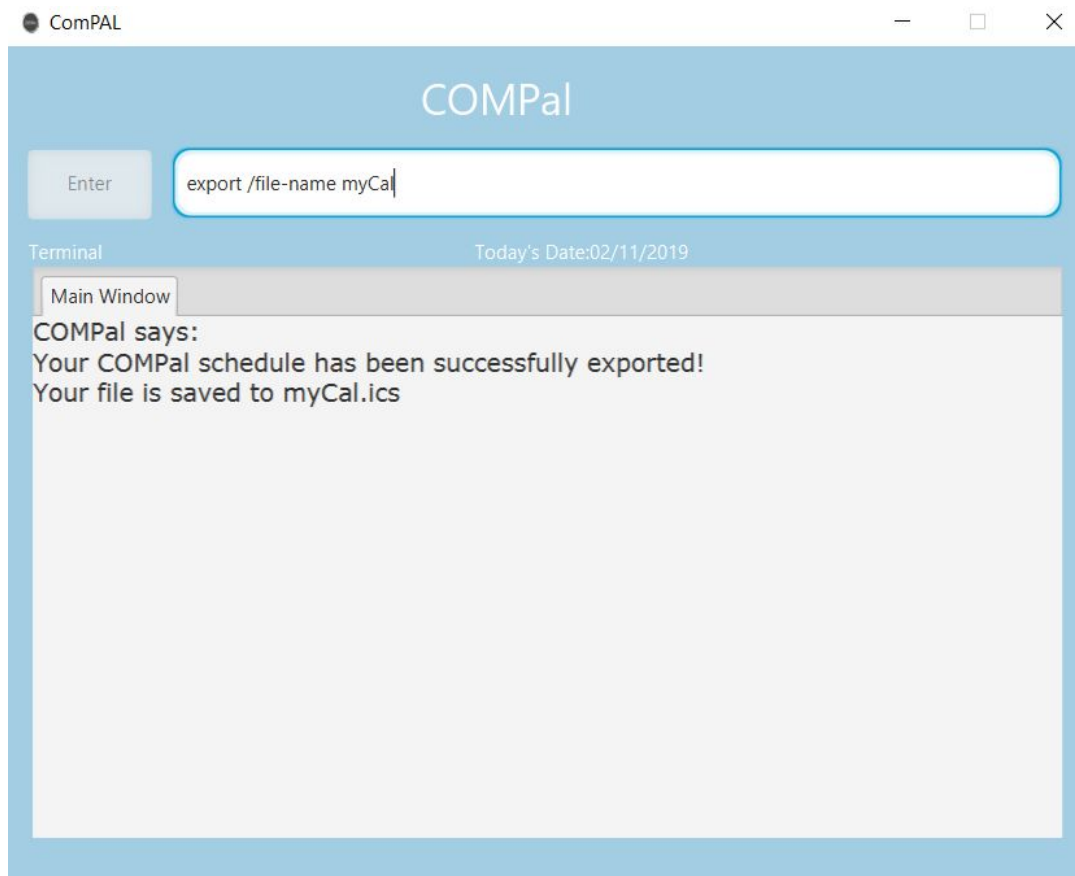 ComPAL
COMPal
Enter
export /file-name myCal
Terminal
Today's Date:02/11/2019
Main Window
COMPal says:
Your COMPal schedule has been successfully exported!
Your file is saved to myCal.ics